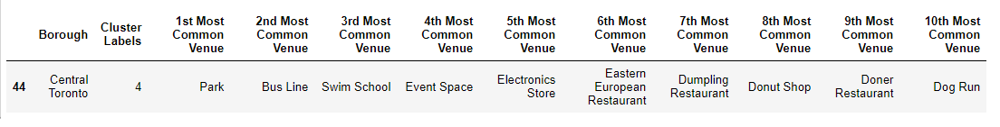 Borough Cluster Labels 1st Most Common Venue 2nd Most Common Venue 3rd Most Common Venue 4th Most Common Venue 5th Most Common Venue 6th Most Common Venue 7th Most Common Venue 8th Most Common Venue 9th Most Common Venue 10th Most Common Venue
44 Central Toronto 4 Park Bus Line Swim School Event Space Electronics Store Eastern European Restaurant Dumpling Restaurant Donut Shop Doner Restaurant Dog Run